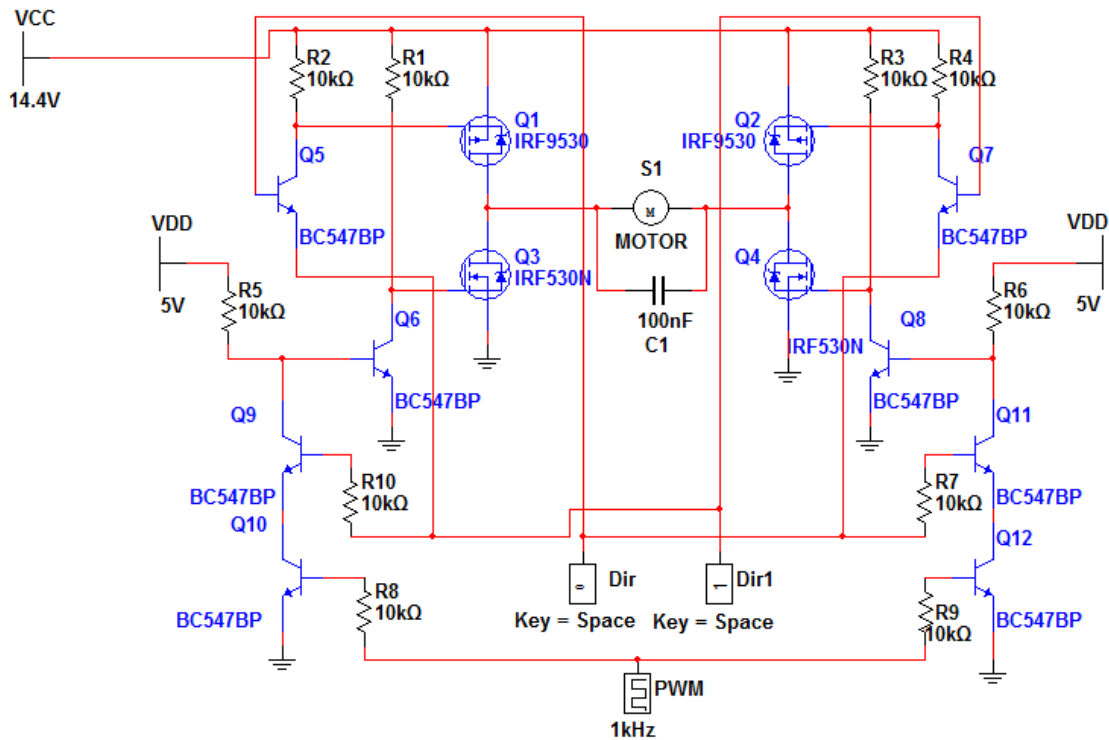 VCC
14.4V
R2
10kΩ
R1
10kΩ
R3
10kΩ
R4
10kΩ
Q1
IRF9530
Q2
IRF9530
Q5
BC547BP
Q7
BC547BP
S1
M
MOTOR
VDD
5V
VDD
5V
Q3
IRF530N
Q4
IRF530N
R5
10kΩ
R6
10kΩ
100nF
C1
Q6
BC547BP
Q8
BC547BP
Q9
BC547BP
Q11
BC547BP
R10
10kΩ
R7
10kΩ
Q10
BC547BP
Q12
BC547BP
R8
10kΩ
R9
10kΩ
0
Dir
Key = Space
1
Dir1
Key = Space
PWM
1kHz